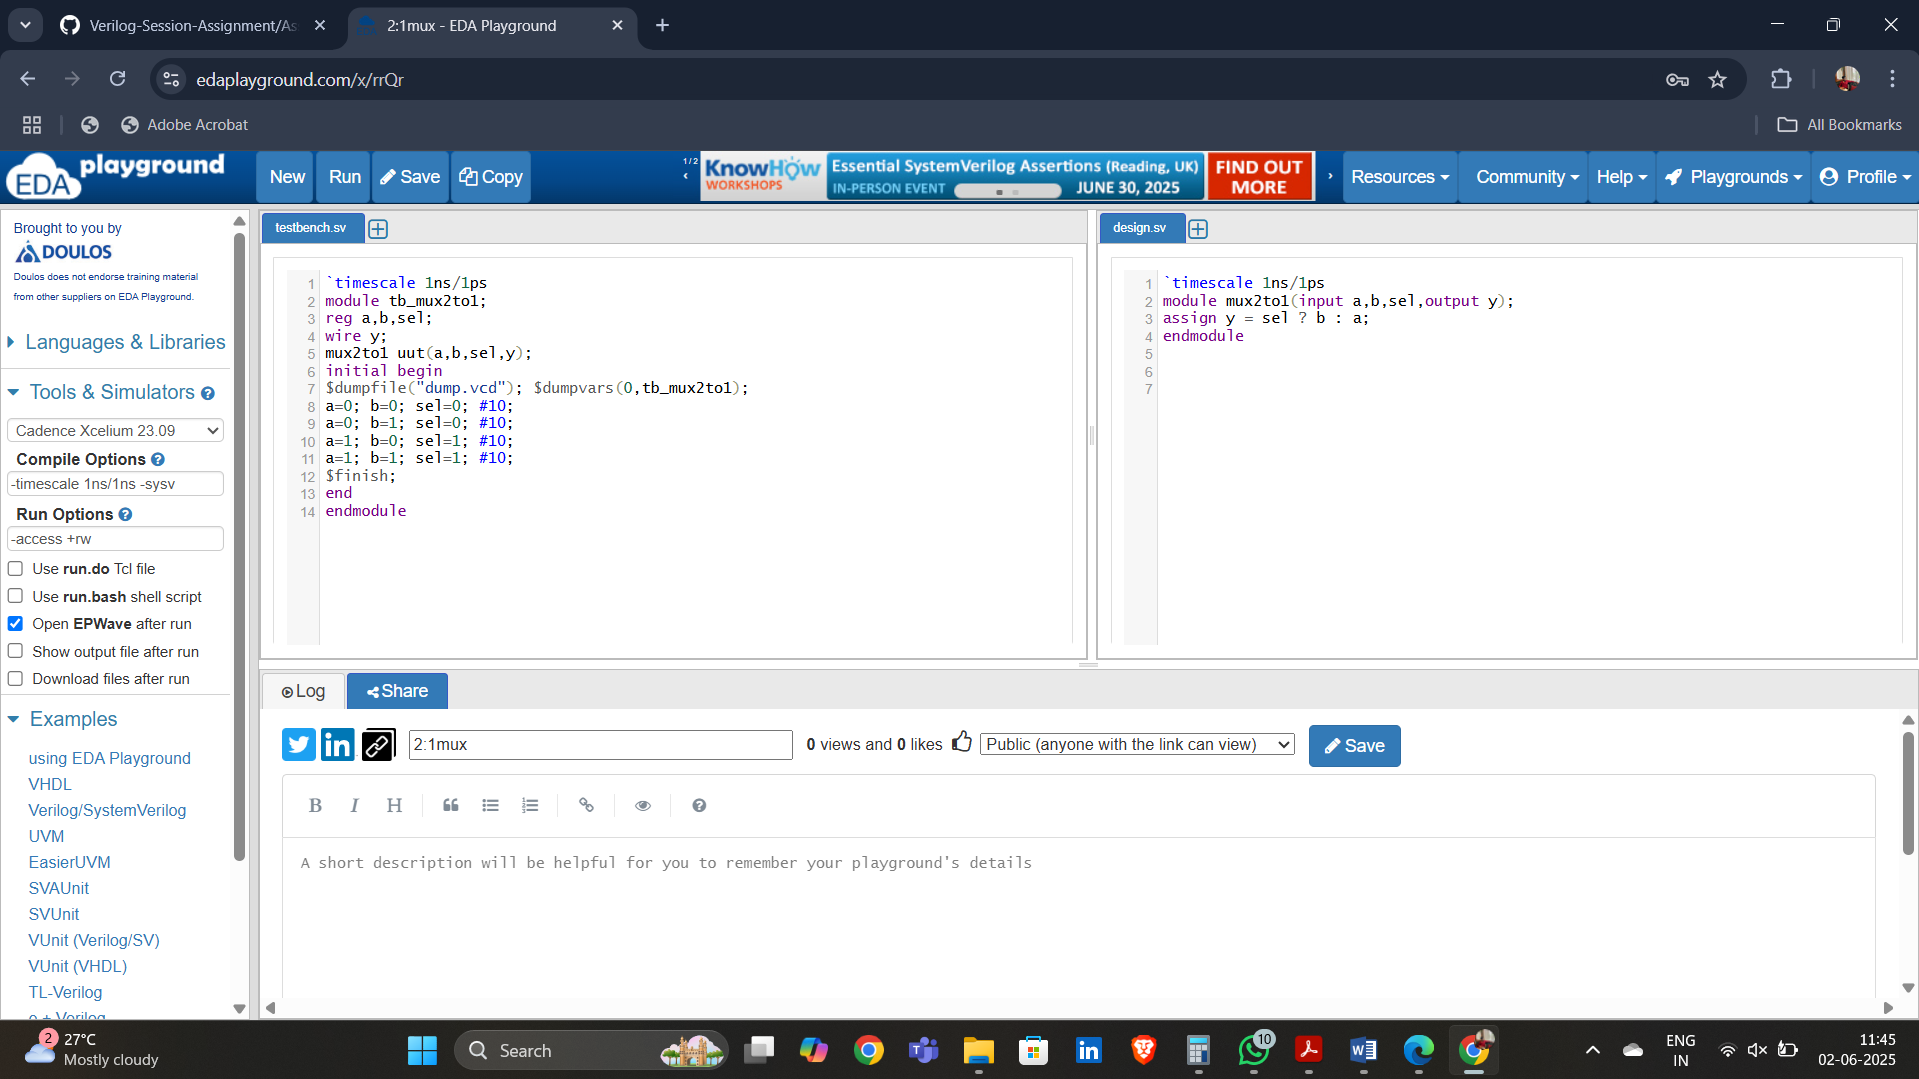 Verilog-Session-Assignment/As
2:1mux - EDA Playground
edaplayground.com/x/rrQr
Adobe Acrobat
All Bookmarks
EDA playground
New
Run
Save
Copy
1/2
KnowHow WORKSHOPS
Essential SystemVerilog Assertions (Reading, UK)
IN-PERSON EVENT
JUNE 30, 2025
FIND OUT MORE
Resources
Community
Help
Playgrounds
Profile
Brought to you by
DOULOS
Doulos does not endorse training material
from other suppliers on EDA Playground.
Languages & Libraries
Tools & Simulators
Cadence Xcelium 23.09
Compile Options
-timescale 1ns/1ns -sysv
Run Options
-access +rw
Use run.do Tcl file
Use run.bash shell script
Open EPWave after run
Show output file after run
Download files after run
Examples
using EDA Playground
VHDL
Verilog/SystemVerilog
UVM
EasierUVM
SVAUnit
SVUnit
VUnit (Verilog/SV)
VUnit (VHDL)
TL-Verilog
e + Verilog
testbench.sv
1 `timescale 1ns/1ps
2 module tb_mux2to1;
3 reg a,b,sel;
4 wire y;
5 mux2to1 uut(a,b,sel,y);
6 initial begin
7 $dumpfile("dump.vcd"); $dumpvars(0,tb_mux2to1);
8 a=0; b=0; sel=0; #10;
9 a=0; b=1; sel=0; #10;
10 a=1; b=0; sel=1; #10;
11 a=1; b=1; sel=1; #10;
12 $finish;
13 end
14 endmodule
design.sv
1 `timescale 1ns/1ps
2 module mux2to1(input a,b,sel,output y);
3 assign y = sel ? b : a;
4 endmodule
5
6
7
Log
Share
2:1mux
0 views and 0 likes
Public (anyone with the link can view)
Save
B I H
A short description will be helpful for you to remember your playground's details
2
27°C
Mostly cloudy
Search
10
ENG
IN
11:45
02-06-2025